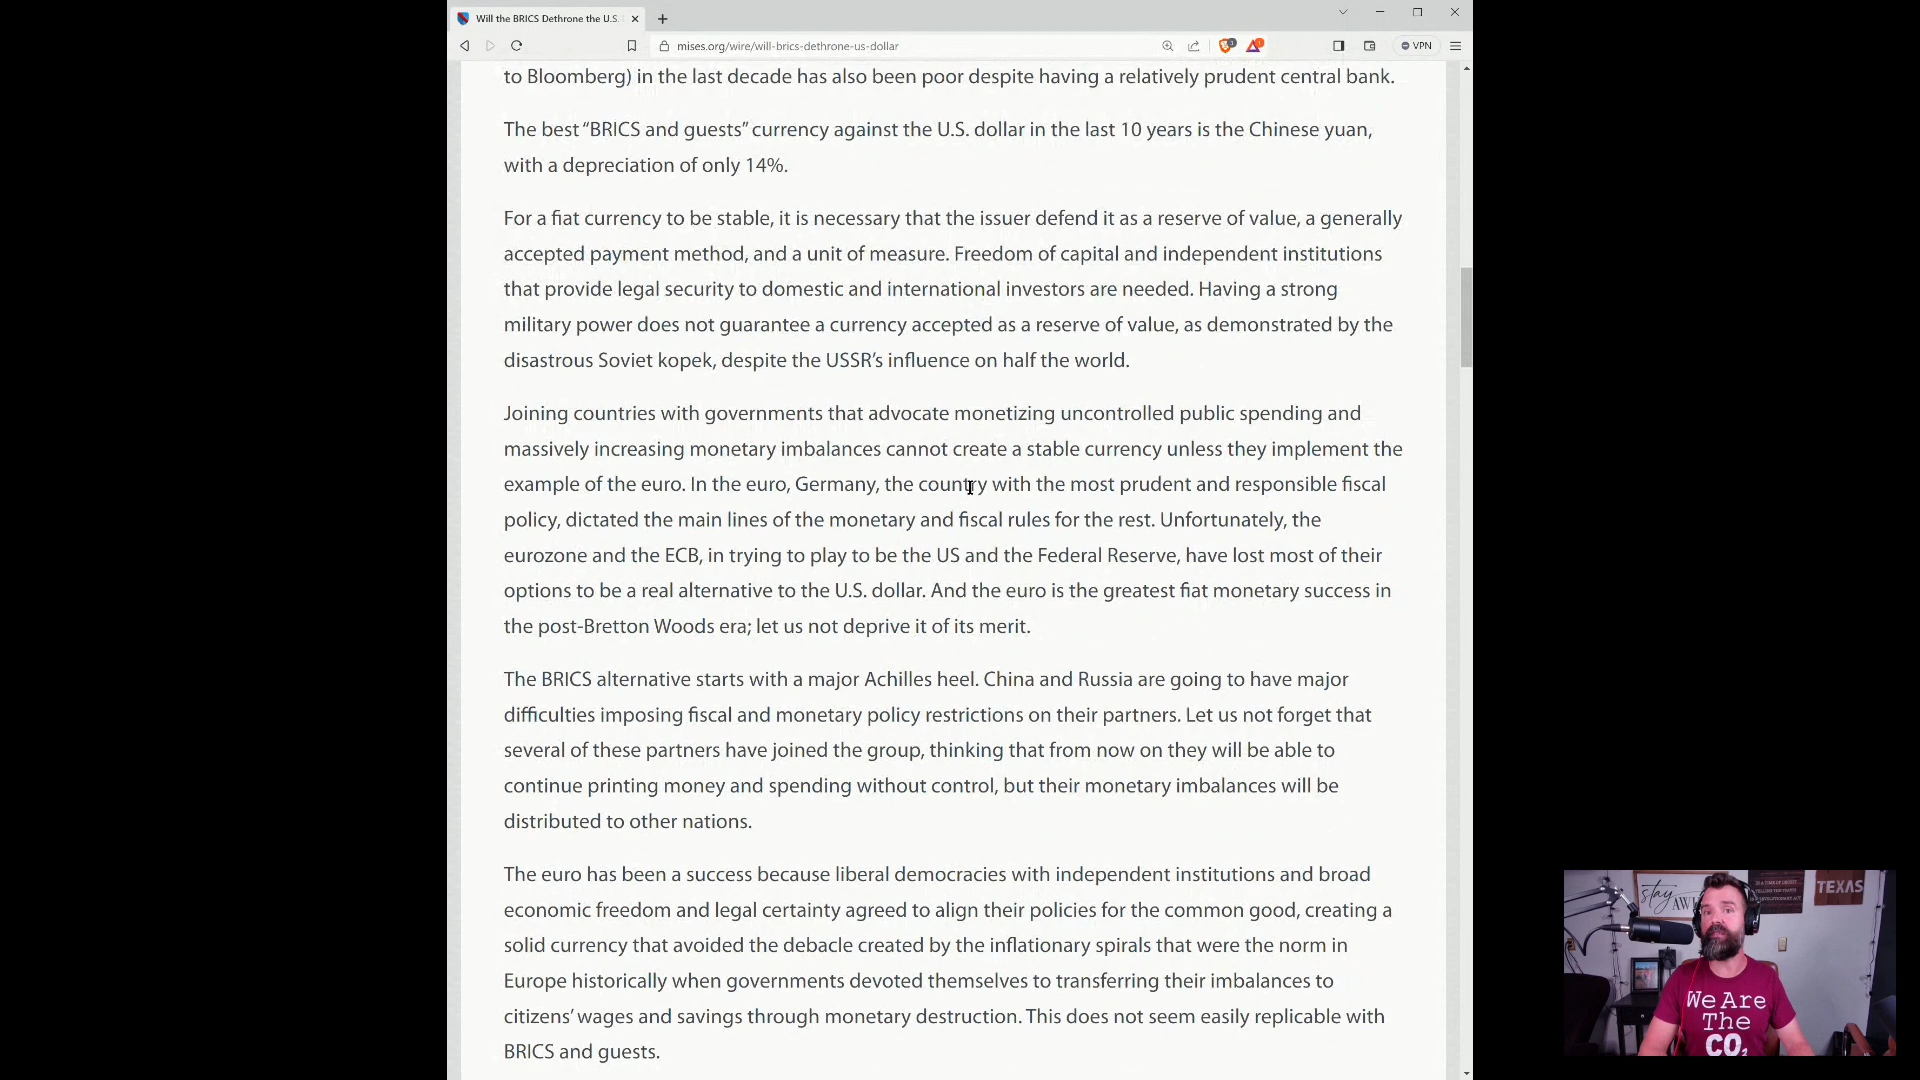 Will the BRICS Dethrone the U.S.
mises.org/wire/will-brics-dethrone-us-dollar
VPN
to Bloomberg) in the last decade has also been poor despite having a relatively prudent central bank.
The best “BRICS and guests” currency against the U.S. dollar in the last 10 years is the Chinese yuan,
with a depreciation of only 14%.
For a fiat currency to be stable, it is necessary that the issuer defend it as a reserve of value, a generally
accepted payment method, and a unit of measure. Freedom of capital and independent institutions
that provide legal security to domestic and international investors are needed. Having a strong
military power does not guarantee a currency accepted as a reserve of value, as demonstrated by the
disastrous Soviet kopek, despite the USSR’s influence on half the world.
Joining countries with governments that advocate monetizing uncontrolled public spending and
massively increasing monetary imbalances cannot create a stable currency unless they implement the
example of the euro. In the euro, Germany, the country with the most prudent and responsible fiscal
policy, dictated the main lines of the monetary and fiscal rules for the rest. Unfortunately, the
eurozone and the ECB, in trying to play to be the US and the Federal Reserve, have lost most of their
options to be a real alternative to the U.S. dollar. And the euro is the greatest fiat monetary success in
the post-Bretton Woods era; let us not deprive it of its merit.
The BRICS alternative starts with a major Achilles heel. China and Russia are going to have major
difficulties imposing fiscal and monetary policy restrictions on their partners. Let us not forget that
several of these partners have joined the group, thinking that from now on they will be able to
continue printing money and spending without control, but their monetary imbalances will be
distributed to other nations.
The euro has been a success because liberal democracies with independent institutions and broad
economic freedom and legal certainty agreed to align their policies for the common good, creating a
solid currency that avoided the debacle created by the inflationary spirals that were the norm in
Europe historically when governments devoted themselves to transferring their imbalances to
citizens’ wages and savings through monetary destruction. This does not seem easily replicable with
BRICS and guests.
stay
TEXAS
We Are
The
CO₂